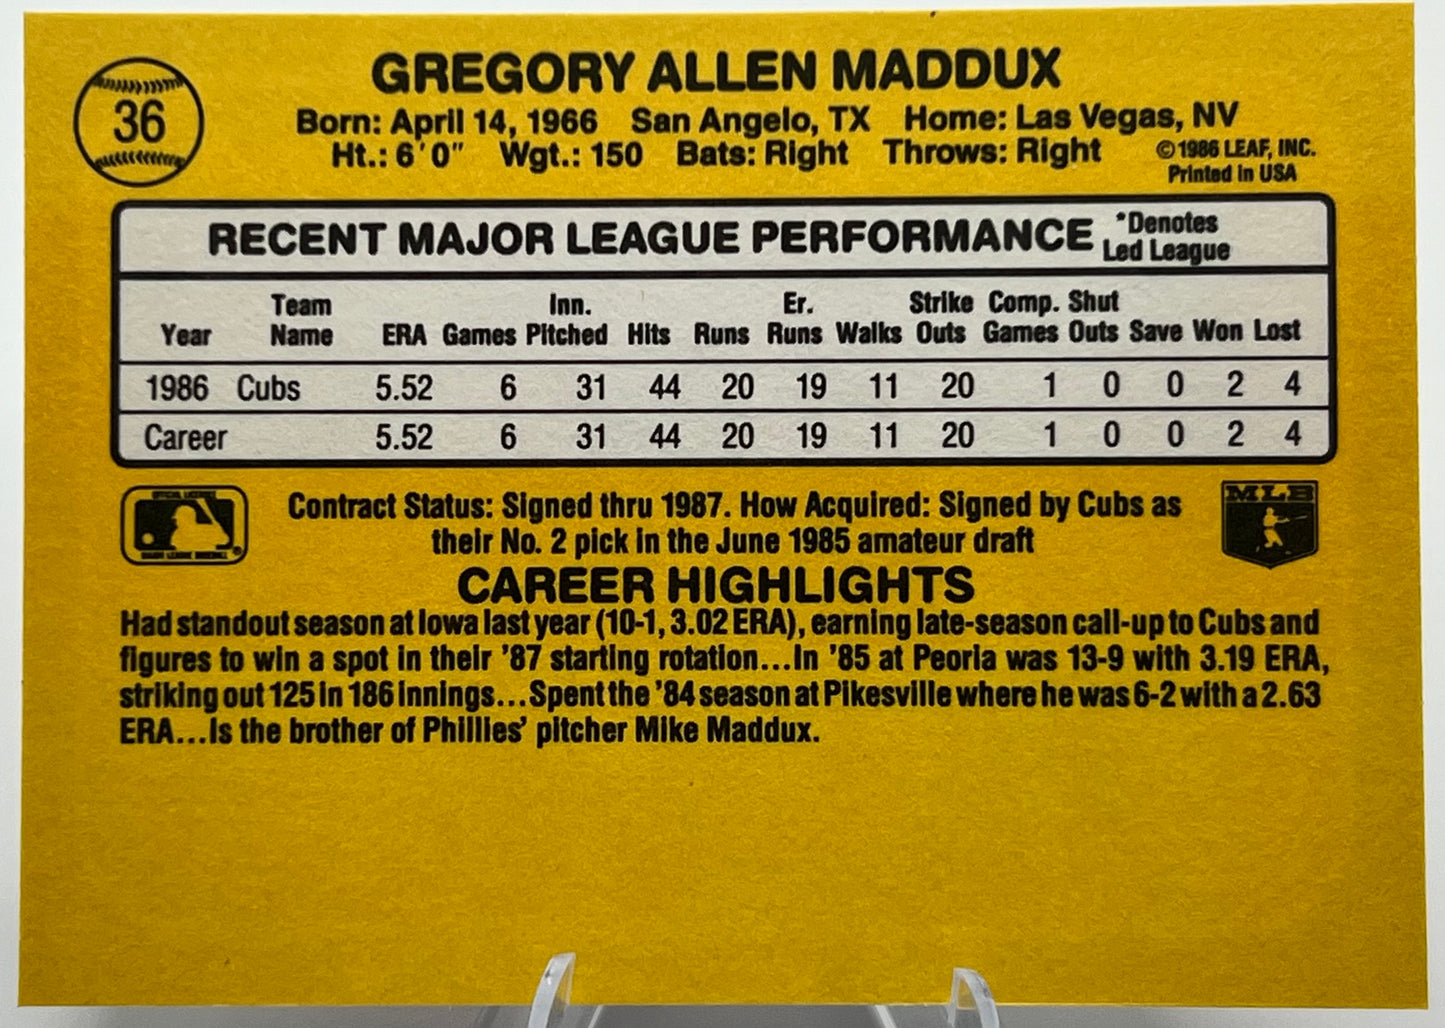 36
GREGORY ALLEN MADDUX
Born: April 14, 1966 San Angelo, TX Home: Las Vegas, NV
Ht.: 6'0" Wgt.: 150 Bats: Right Throws: Right
©1986 LEAF, INC.
Printed in USA
RECENT MAJOR LEAGUE PERFORMANCE
*Denotes
Led League
Year Team Name ERA Games Inn. Pitched Hits Runs Er. Runs Walks Strike Outs Comp. Games Shut Outs Save Won Lost
1986 Cubs 5.52 6 31 44 20 19 11 20 1 0 0 2 4
Career 5.52 6 31 44 20 19 11 20 1 0 0 2 4
Contract Status: Signed thru 1987. How Acquired: Signed by Cubs as
their No. 2 pick in the June 1985 amateur draft
MLB
CAREER HIGHLIGHTS
Had standout season at Iowa last year (10-1, 3.02 ERA), earning late-season call-up to Cubs and
figures to win a spot in their '87 starting rotation...In '85 at Peoria was 13-9 with 3.19 ERA,
striking out 125 in 186 innings...Spent the '84 season at Pikesville where he was 6-2 with a 2.63
ERA...Is the brother of Phillies' pitcher Mike Maddux.